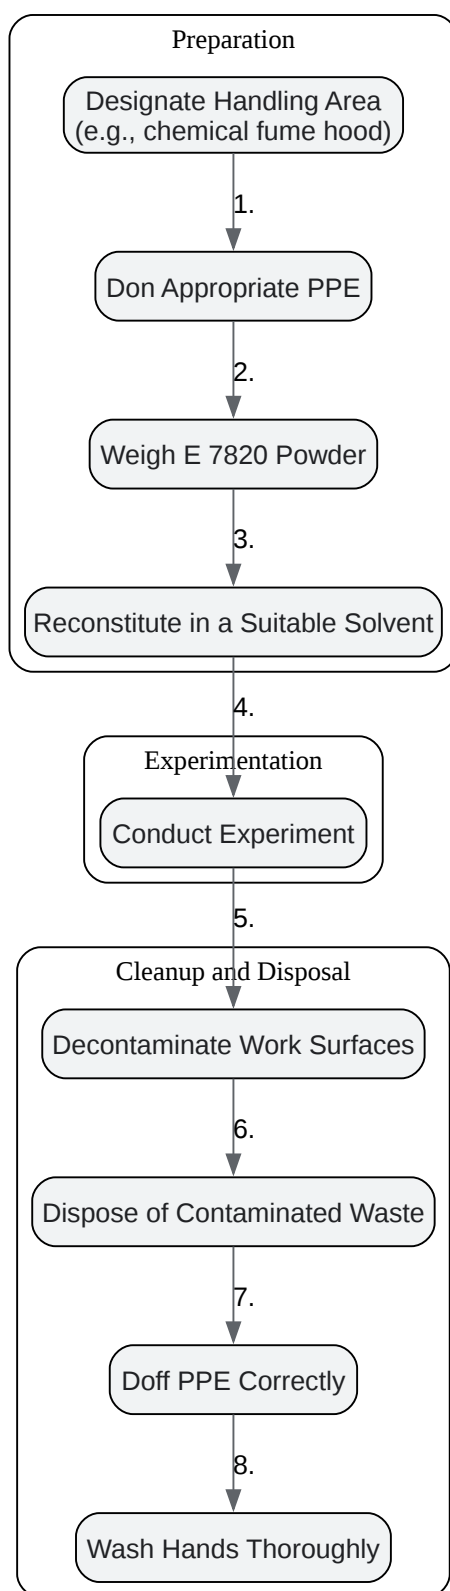 Preparation
Designate Handling Area
(e.g., chemical fume hood)
1.
Don Appropriate PPE
2.
Weigh E 7820 Powder
3.
Reconstitute in a Suitable Solvent
4.
Experimentation
Conduct Experiment
5.
Cleanup and Disposal
Decontaminate Work Surfaces
6.
Dispose of Contaminated Waste
7.
Doff PPE Correctly
8.
Wash Hands Thoroughly